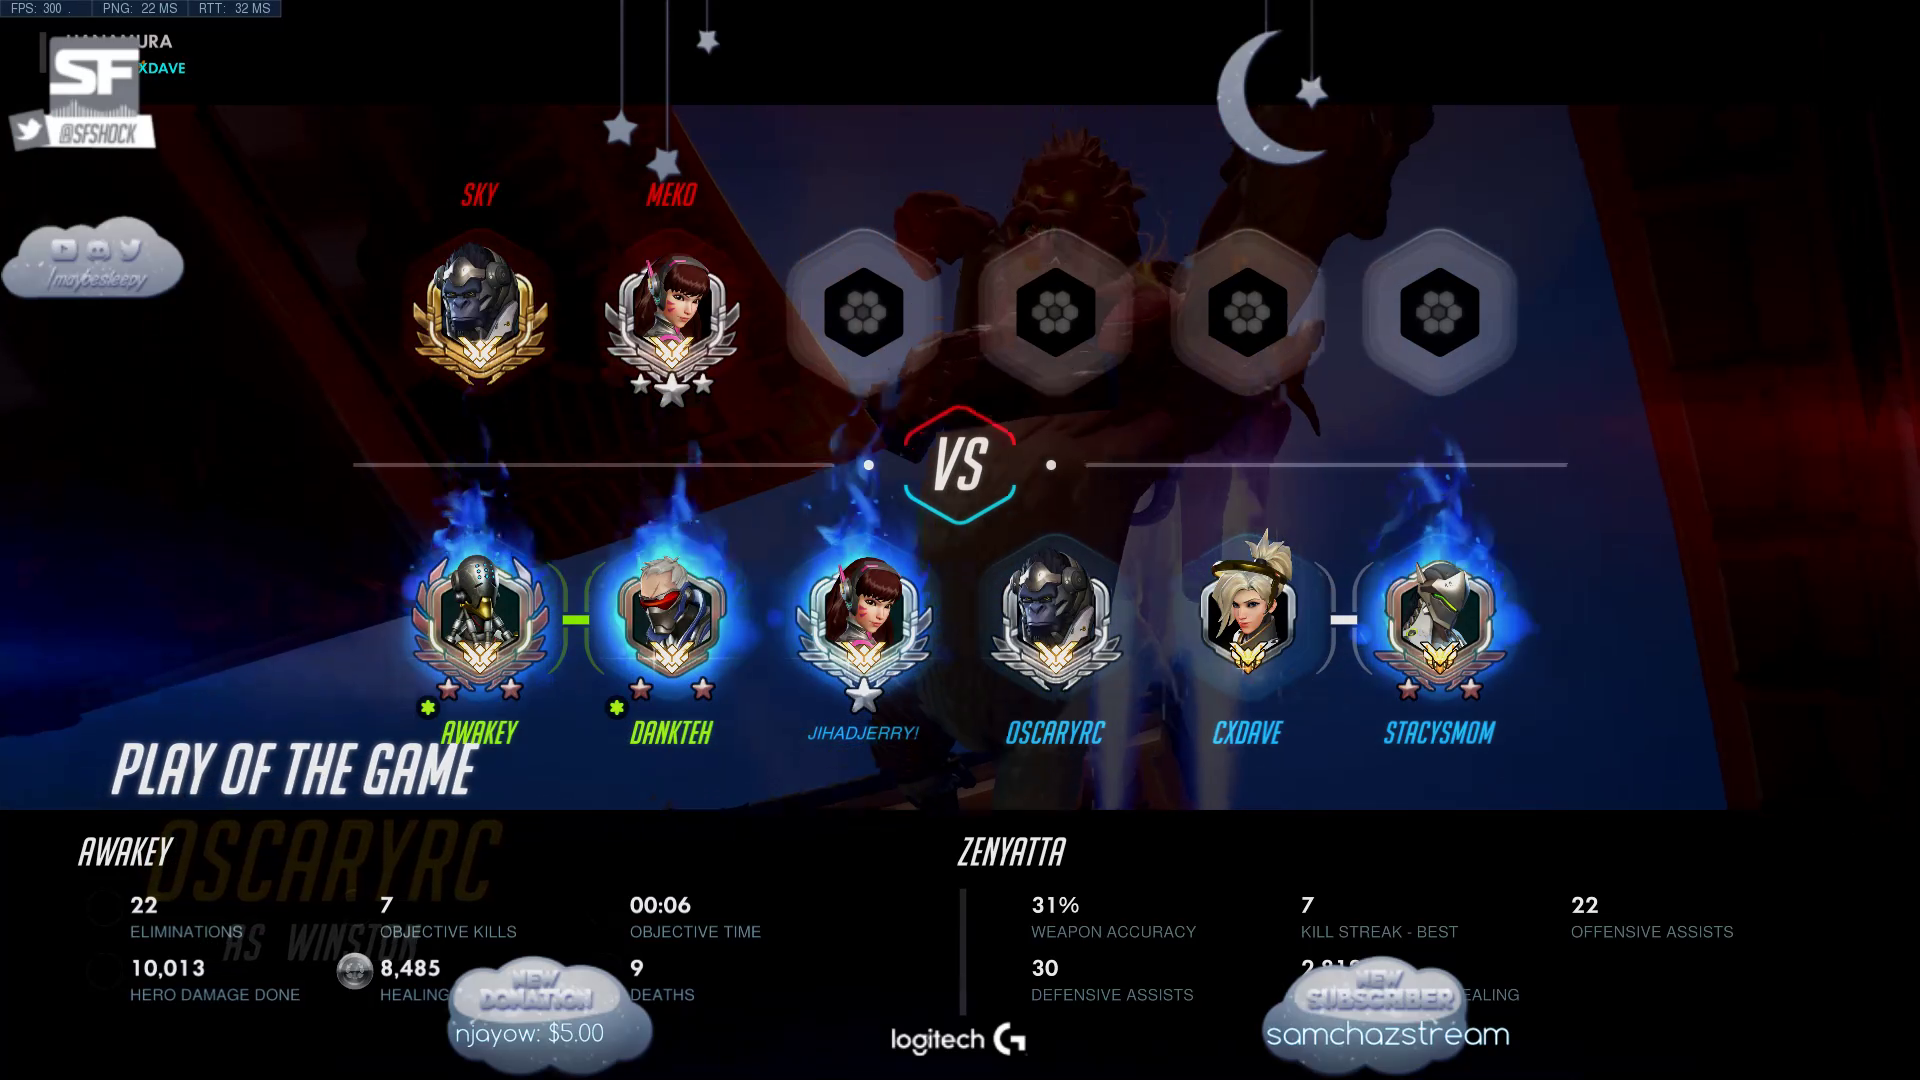 FPS: 300 .
PNG: 22 MS
RTT: 32 MS
XDAVE
SF
@SFSHOCK
/maybesleepy
SKY
MEKO
VS
AWAKEY
DANKTEH
JIHADJERRY!
OSCARYRC
CXDAVE
STACYSMOM
PLAY OF THE GAME
OSCARYRC
AS WINSTON
AWAKEY
ZENYATTA
22
ELIMINATIONS
7
OBJECTIVE KILLS
00:06
OBJECTIVE TIME
31%
WEAPON ACCURACY
7
KILL STREAK - BEST
22
OFFENSIVE ASSISTS
10,013
HERO DAMAGE DONE
8,485
HEALING
9
DEATHS
30
DEFENSIVE ASSISTS
NEW
DONATION
njayow: $5.00
logitech G
NEW
SUBSCRIBER
samchazstream